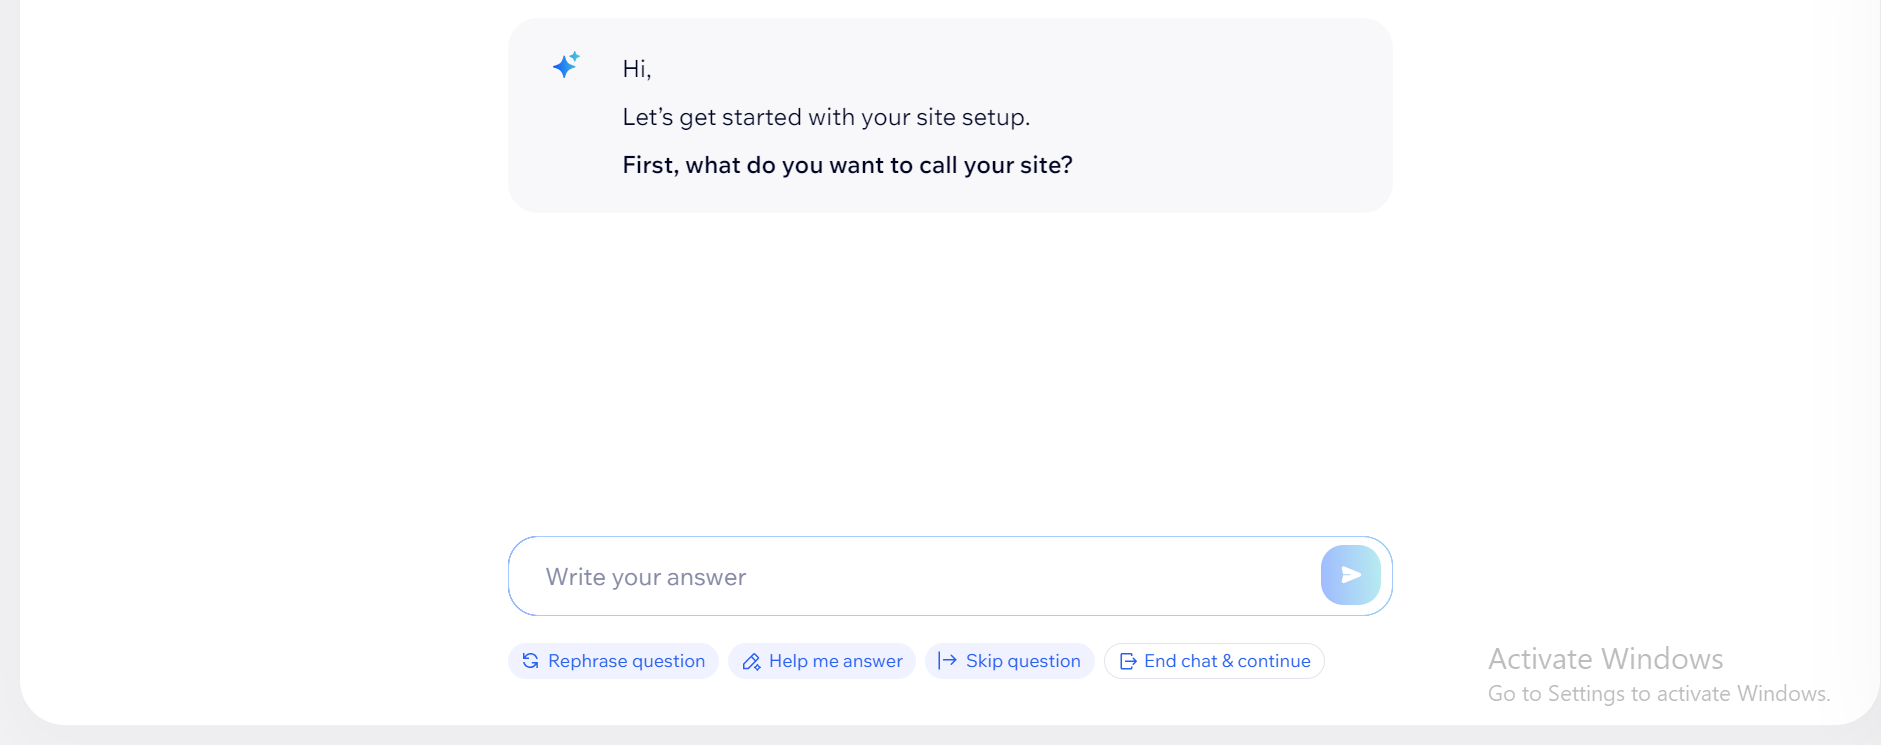 Hi,
Let’s get started with your site setup.
First, what do you want to call your site?
Write your answer
Rephrase question
Help me answer
Skip question
End chat & continue
Activate Windows
Go to Settings to activate Windows.